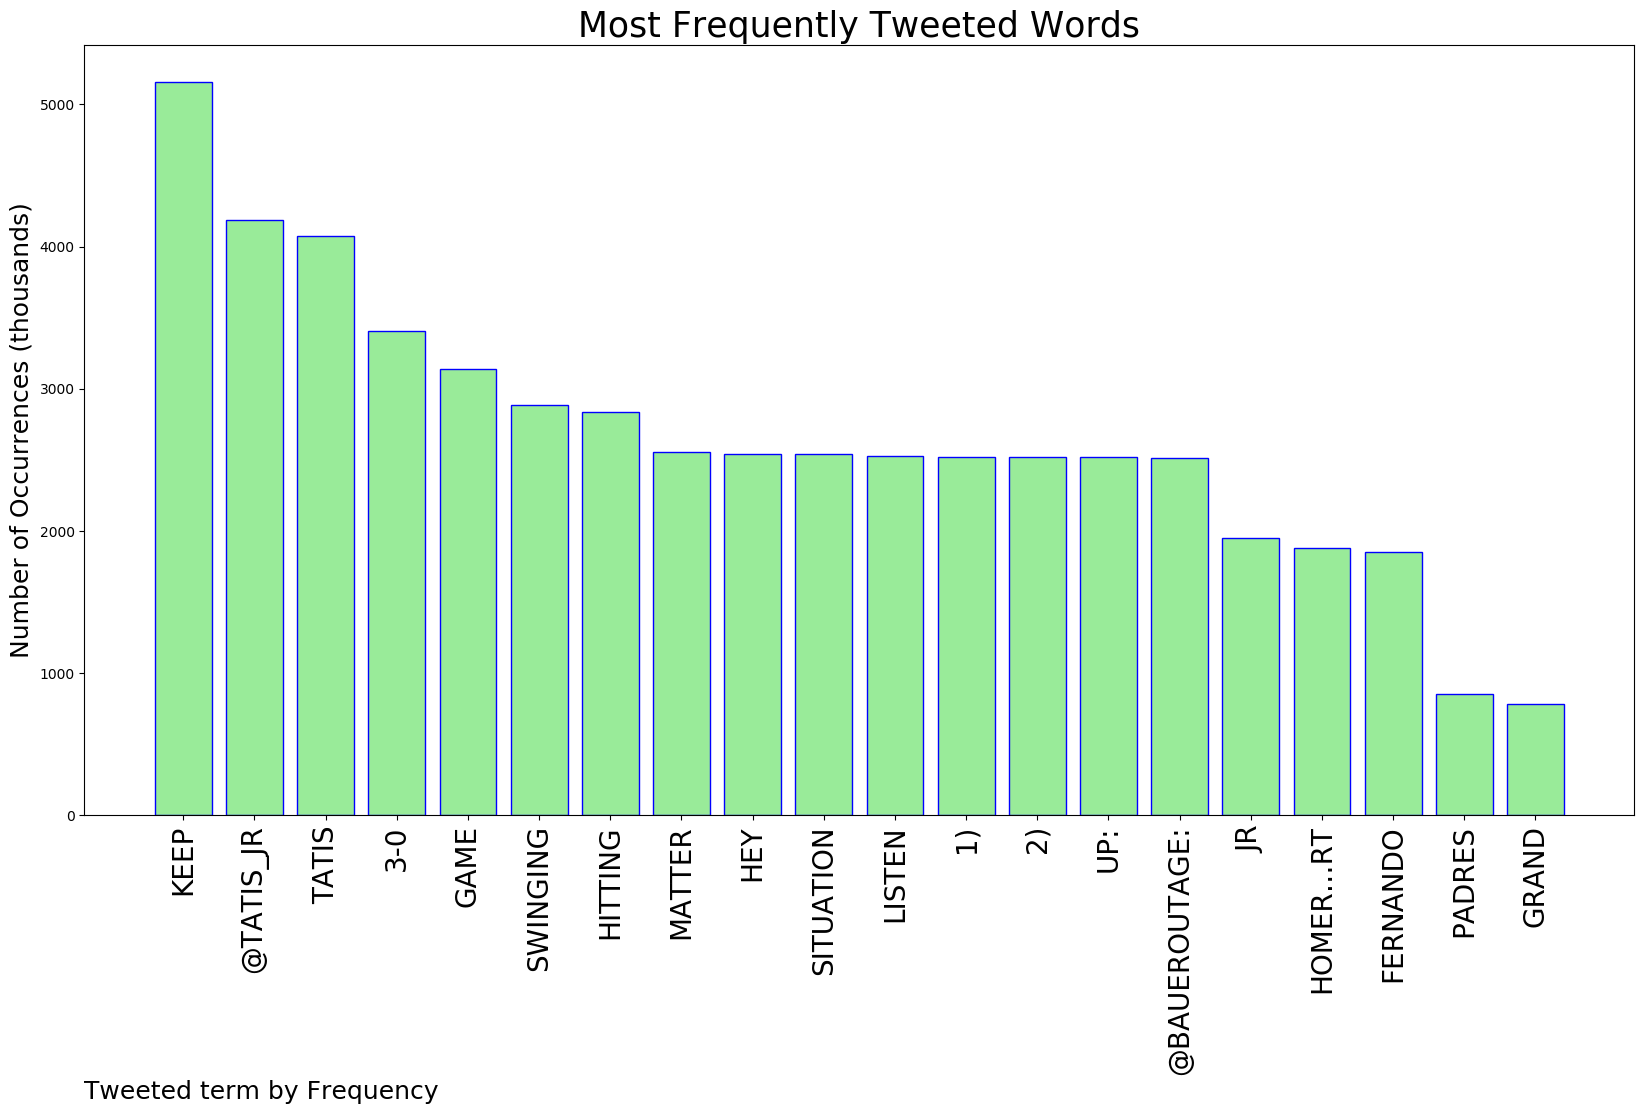 Most Frequently Tweeted Words
Number of Occurrences (thousands)
5000
4000
3000
2000
1000
0
KEEP
@TATIS_JR
TATIS
3-0
GAME
SWINGING
HITTING
MATTER
HEY
SITUATION
LISTEN
1)
2)
UP:
@BAUEROUTAGE:
JR
HOMER...RT
FERNANDO
PADRES
GRAND
Tweeted term by Frequency